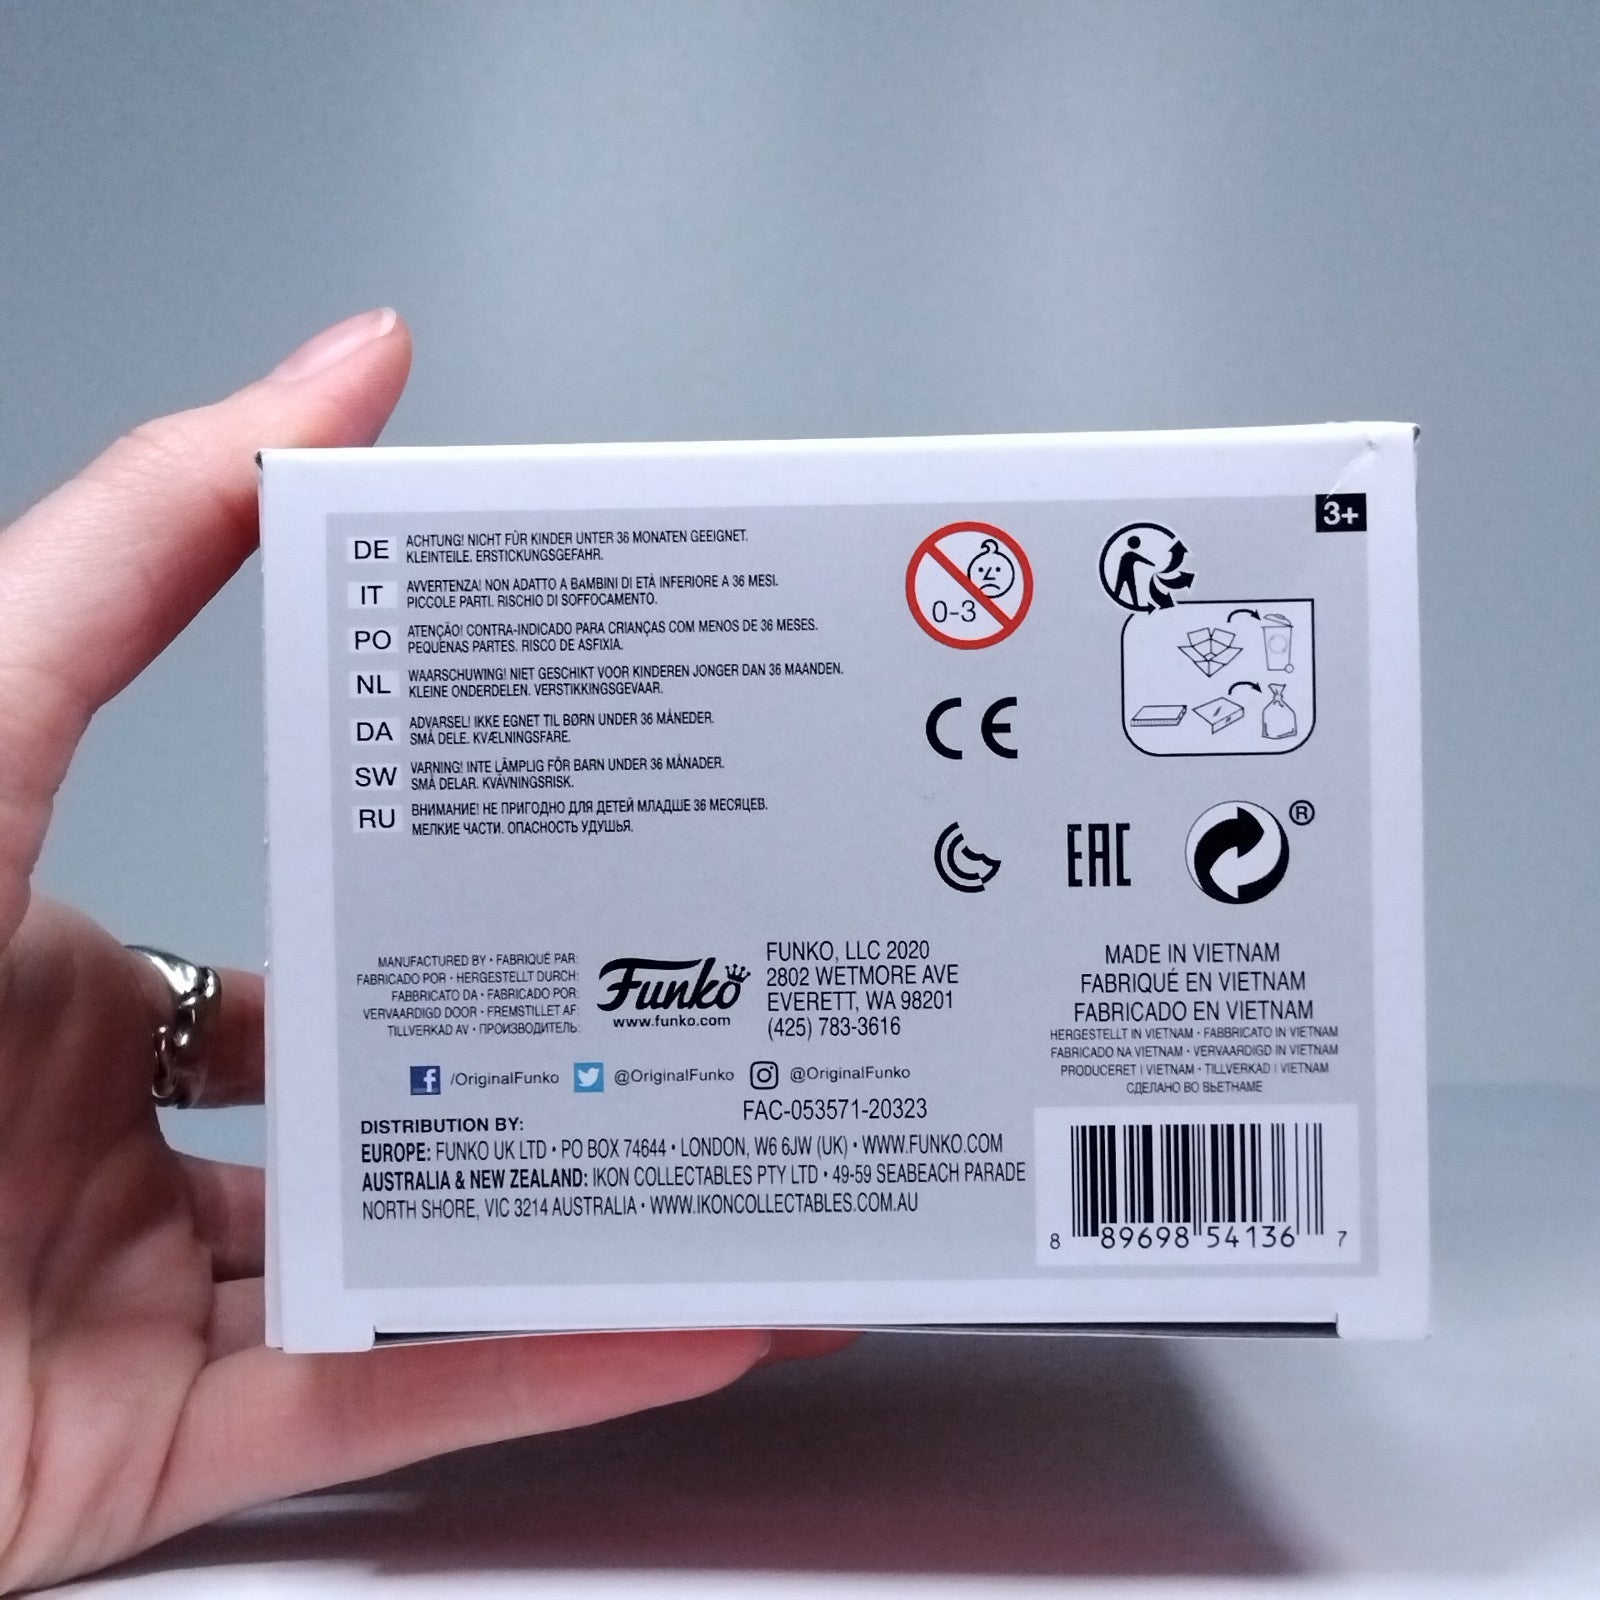 3+
DE ACHTUNG! NICHT FÜR KINDER UNTER 36 MONATEN GEEIGNET.
KLEINTEILE. ERSTICKUNGSGEFAHR.
IT AVVERTENZA! NON ADATTO A BAMBINI DI ETÀ INFERIORE A 36 MESI.
PICCOLE PARTI. RISCHIO DI SOFFOCAMENTO.
PO ATENÇÃO! CONTRA-INDICADO PARA CRIANÇAS COM MENOS DE 36 MESES.
PEQUENAS PARTES. RISCO DE ASFIXIA.
NL WAARSCHUWING! NIET GESCHIKT VOOR KINDEREN JONGER DAN 36 MAANDEN.
KLEINE ONDERDELEN. VERSTIKKINGSGEVAAR.
DA ADVARSEL! IKKE EGNET TIL BØRN UNDER 36 MÅNEDER.
SMÅ DELE. KVÆLNINGSFARE.
SW VARNING! INTE LÄMPLIG FÖR BARN UNDER 36 MÅNADER.
SMÅ DELAR. KVÄVNINGSRISK.
RU ВНИМАНИЕ! НЕ ПРИГОДНО ДЛЯ ДЕТЕЙ МЛАДШЕ 36 МЕСЯЦЕВ.
МЕЛКИЕ ЧАСТИ. ОПАСНОСТЬ УДУШЬЯ.
0-3
CE
EAC
®
MANUFACTURED BY • FABRIQUÉ PAR:
FABRICADO POR • HERGESTELLT DURCH:
FABBRICATO DA • FABRICADO POR:
VERVAARDIGD DOOR • FREMSTILLET AF:
TILLVERKAD AV • ПРОИЗВОДИТЕЛЬ:
Funko
www.funko.com
FUNKO, LLC 2020
2802 WETMORE AVE
EVERETT, WA 98201
(425) 783-3616
MADE IN VIETNAM
FABRIQUÉ EN VIETNAM
FABRICADO EN VIETNAM
HERGESTELLT IN VIETNAM • FABBRICATO IN VIETNAM
FABRICADO NA VIETNAM • VERVAARDIGD IN VIETNAM
PRODUCERET I VIETNAM • TILLVERKAD I VIETNAM
СДЕЛАНО ВО ВЬЕТНАМЕ
/OriginalFunko @OriginalFunko @OriginalFunko
FAC-053571-20323
DISTRIBUTION BY:
EUROPE: FUNKO UK LTD • PO BOX 74644 • LONDON, W6 6JW (UK) • WWW.FUNKO.COM
AUSTRALIA & NEW ZEALAND: IKON COLLECTABLES PTY LTD • 49-59 SEABEACH PARADE
NORTH SHORE, VIC 3214 AUSTRALIA • WWW.IKONCOLLECTABLES.COM.AU
8 89698 54136 7